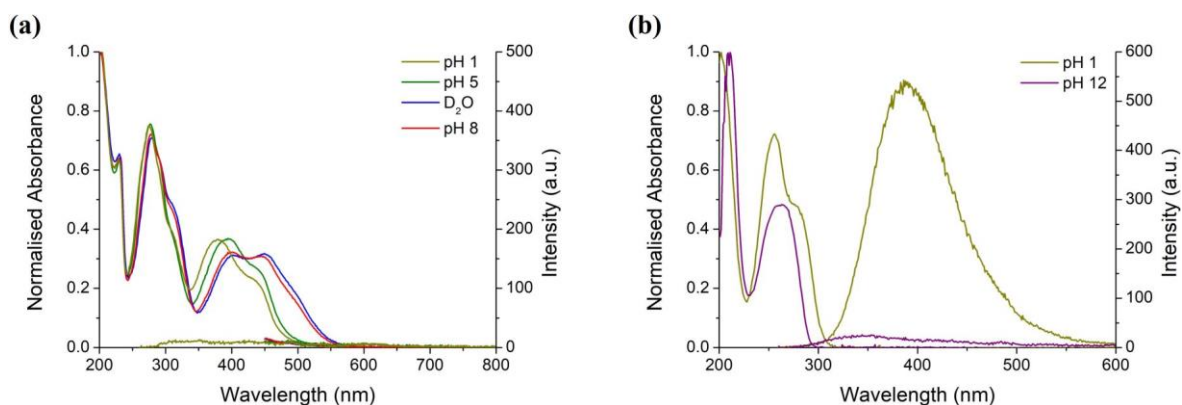 (a)
pH 1
pH 5
D₂O
pH 8
Normalised Absorbance
1.0
0.8
0.6
0.4
0.2
0.0
500
400
300
200
100
0
Intensity (a.u.)
200 300 400 500 600 700 800
Wavelength (nm)
(b)
pH 1
pH 12
Normalised Absorbance
1.0
0.8
0.6
0.4
0.2
0.0
600
500
400
300
200
100
0
Intensity (a.u.)
200 300 400 500 600
Wavelength (nm)